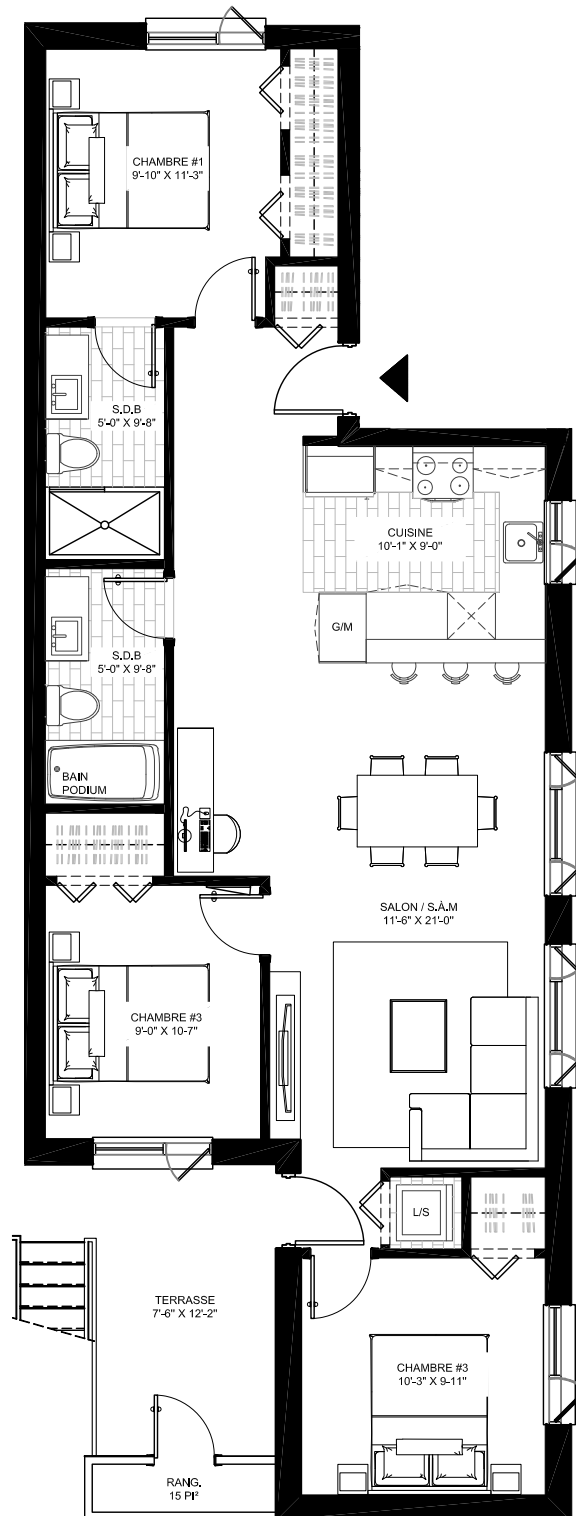 CHAMBRE #1
9'-10" X 11'-3"
S.D.B
5'-0" X 9'-8"
CUISINE
10'-1" X 9'-0"
G/M
S.D.B
5'-0" X 9'-8"
BAIN
PODIUM
SALON / S.À.M
11'-6" X 21'-0"
CHAMBRE #3
9'-0" X 10'-7"
L/S
TERRASSE
7'-6" X 12'-2"
CHAMBRE #3
10'-3" X 9'-11"
RANG.
15 PI²